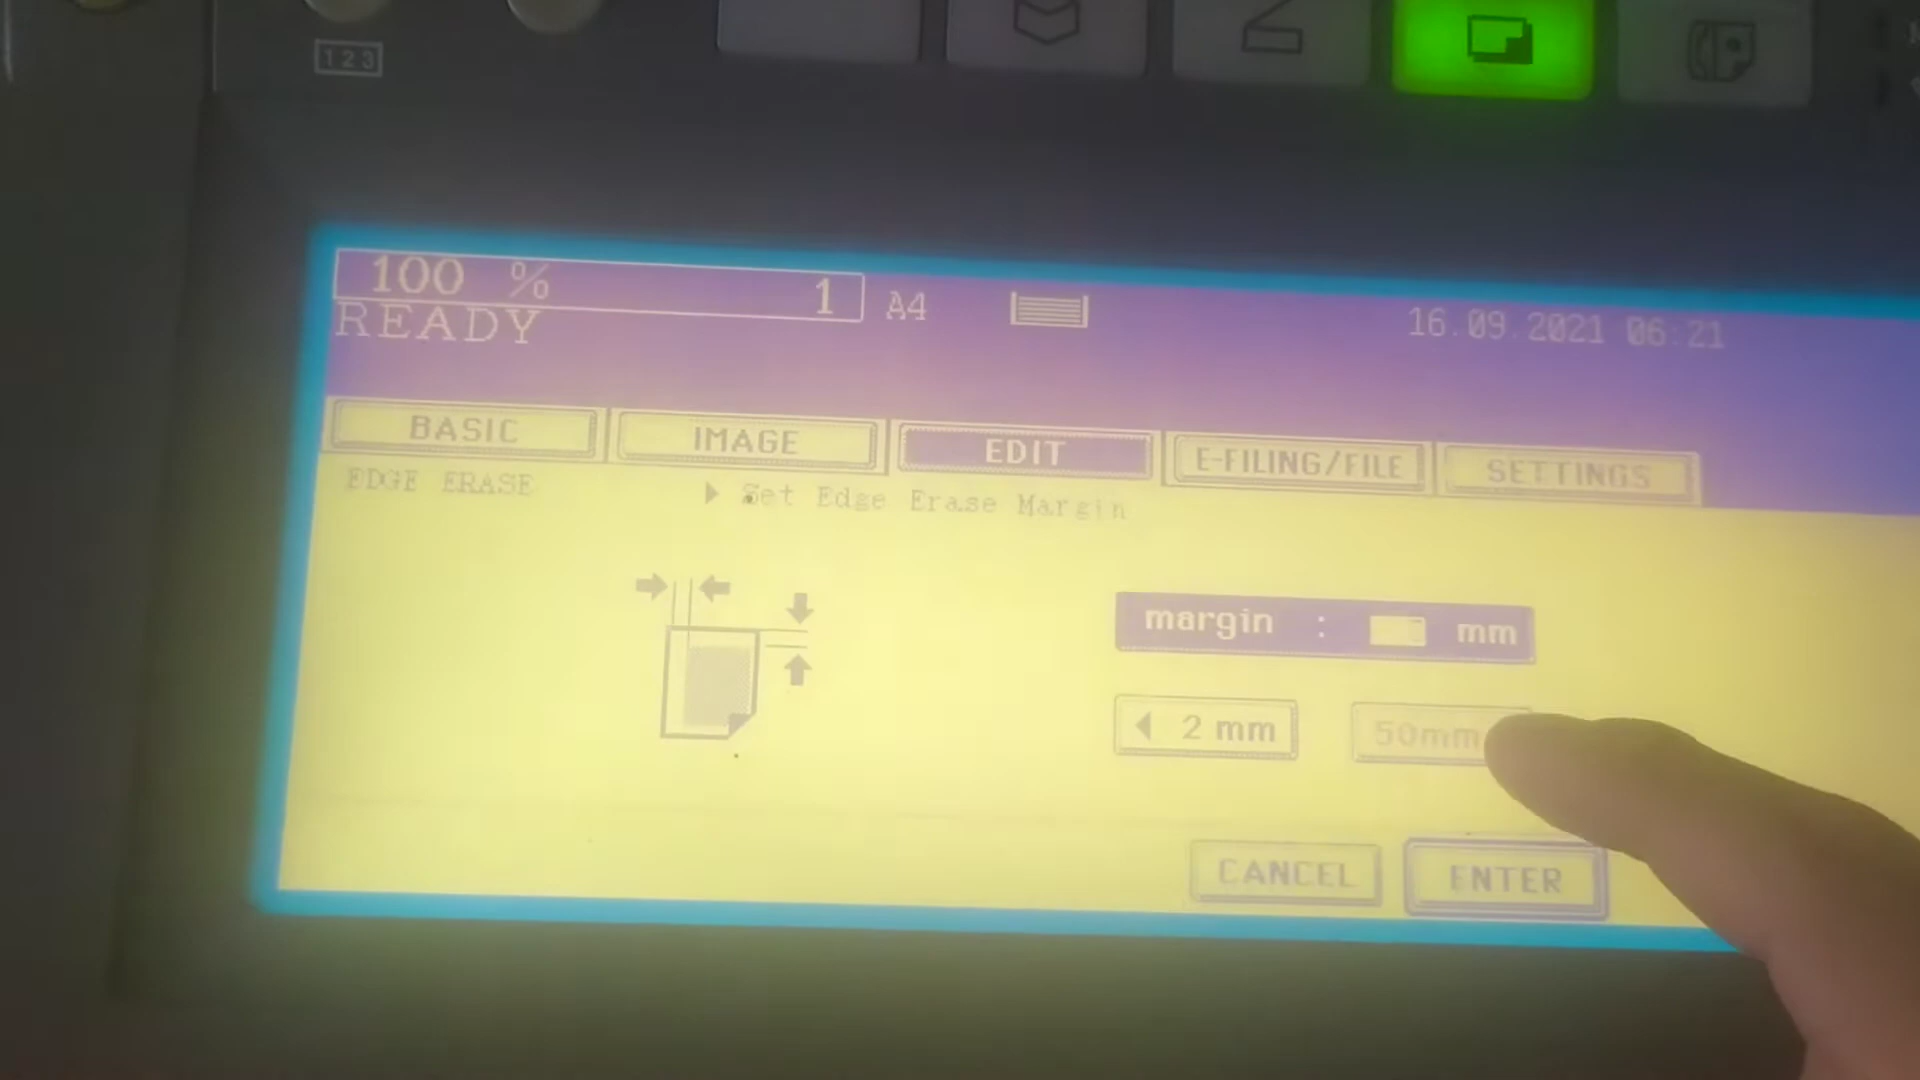 123
100 % 1 A4 16.09.2021 06:21
READY
BASIC IMAGE EDIT E-FILING/FILE SETTINGS
EDGE ERASE Set Edge Erase Margin
margin : mm
2 mm 50mm
CANCEL ENTER